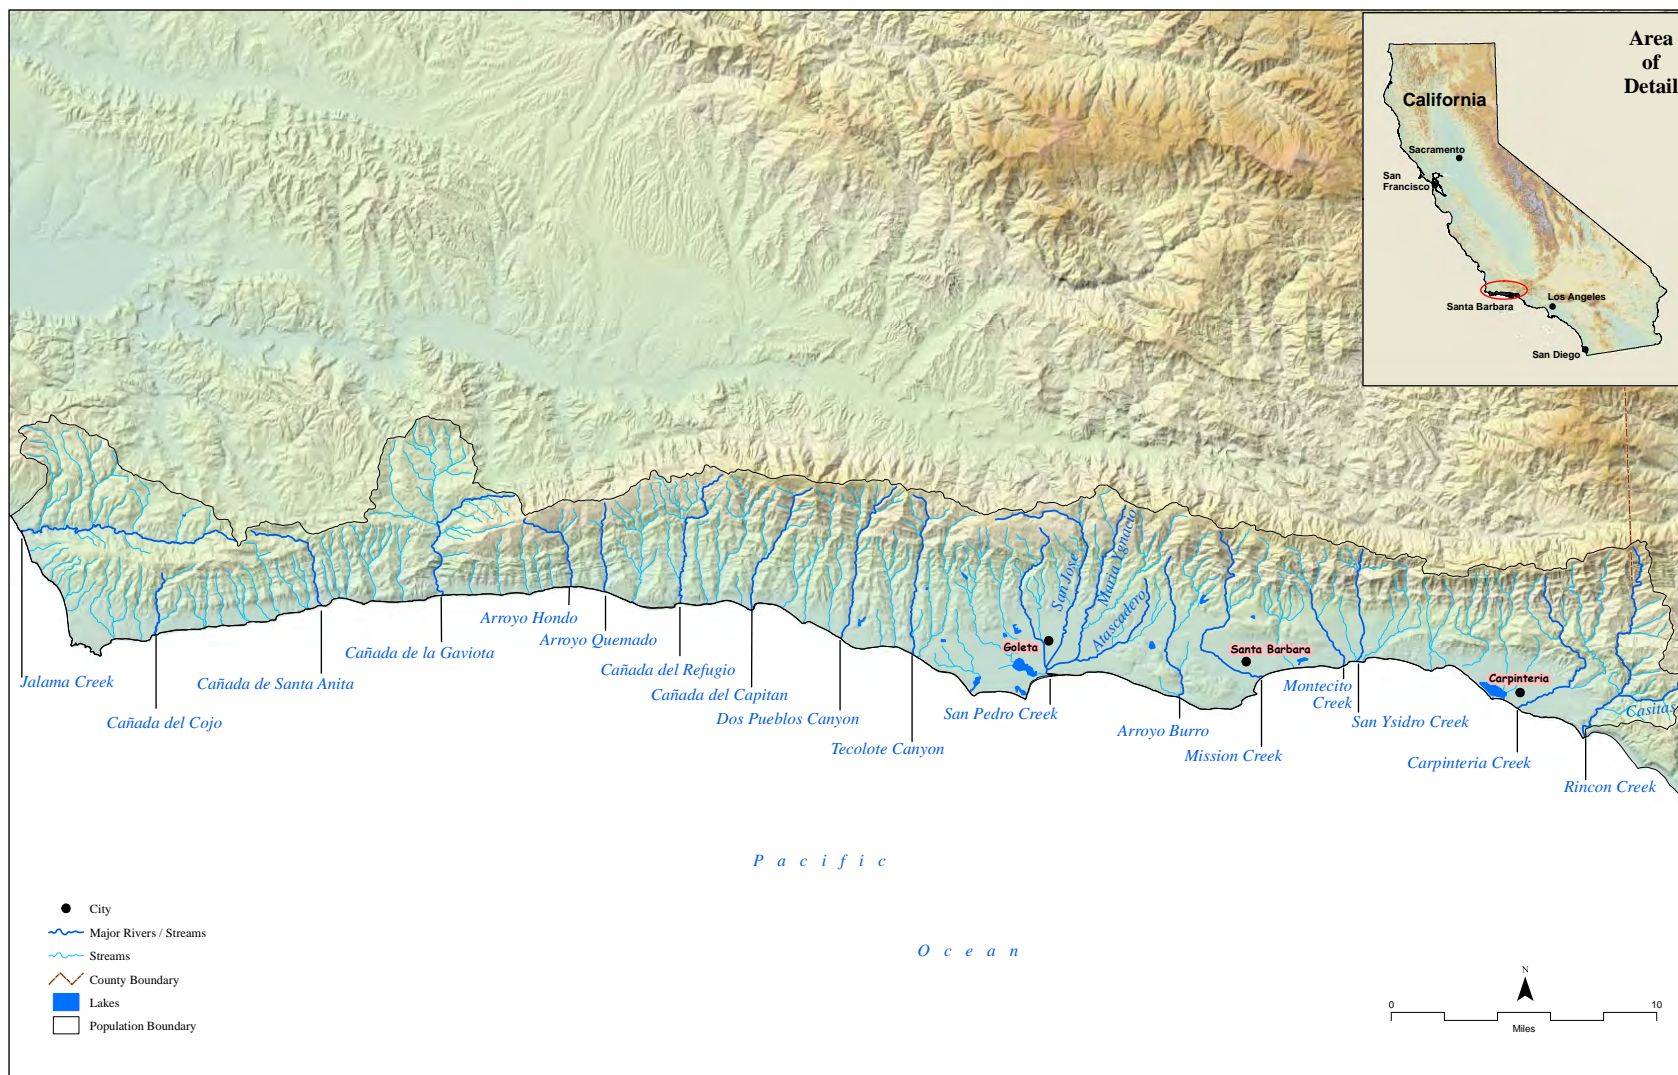 Area
of
Detail
California
Sacramento
San
Francisco
Santa Barbara
Los Angeles
San Diego
San Jose
Maria Ygnacio
Atascadero
Goleta
Santa Barbara
Carpinteria
Casitas
Jalama Creek
Cañada del Cojo
Cañada de Santa Anita
Cañada de la Gaviota
Arroyo Hondo
Arroyo Quemado
Cañada del Refugio
Cañada del Capitan
Dos Pueblos Canyon
Tecolote Canyon
San Pedro Creek
Arroyo Burro
Mission Creek
Montecito
Creek
San Ysidro Creek
Carpinteria Creek
Rincon Creek
Pacific
Ocean
City
Major Rivers / Streams
Streams
County Boundary
Lakes
Population Boundary
N
0 10
Miles